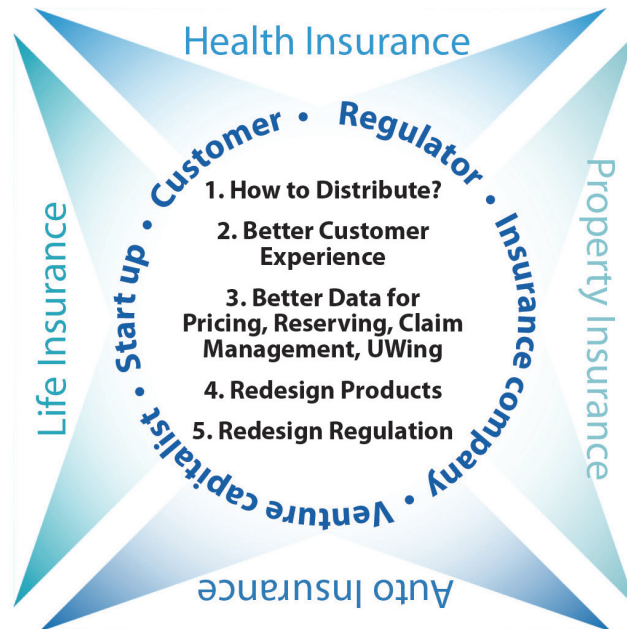 Health Insurance
Life Insurance
Property Insurance
Auto Insurance
Start up • Customer • Regulator • Insurance company • Venture capitalist •
1. How to Distribute?
2. Better Customer
Experience
3. Better Data for
Pricing, Reserving, Claim
Management, UWing
4. Redesign Products
5. Redesign Regulation